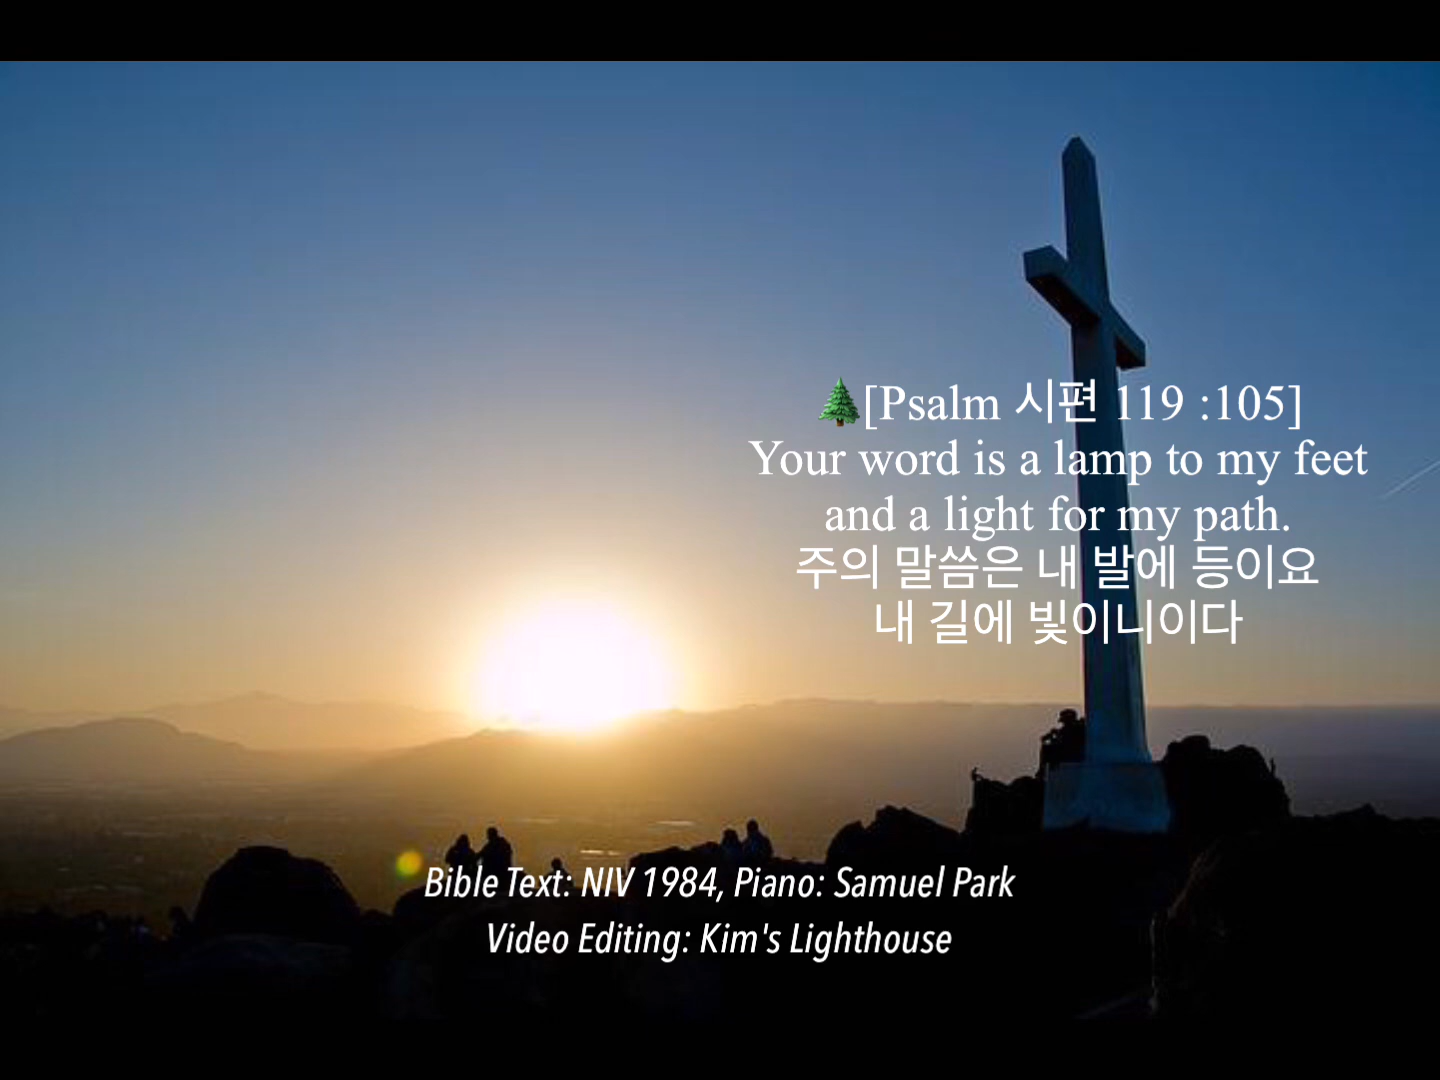 🌲[Psalm 시편 119 :105]
Your word is a lamp to my feet
and a light for my path.
주의 말씀은 내 발에 등이요
내 길에 빛이니이다
Bible Text: NIV 1984, Piano: Samuel Park
Video Editing: Kim's Lighthouse